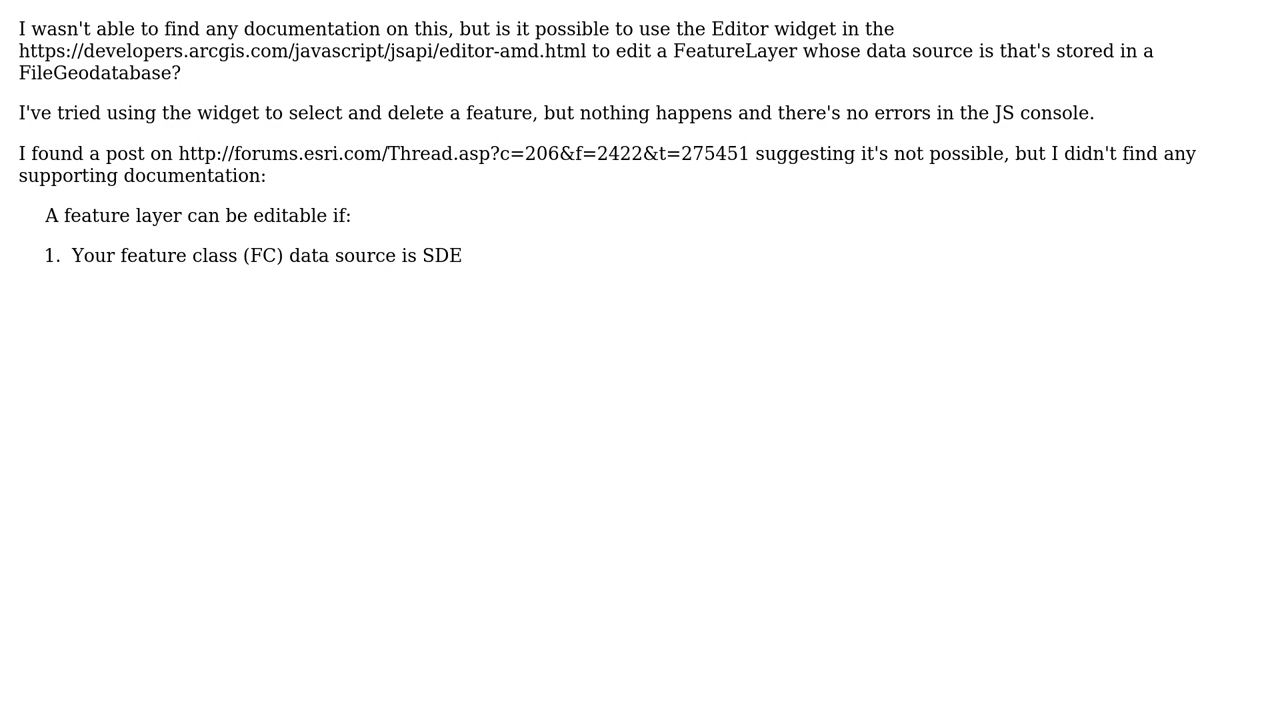 I wasn't able to find any documentation on this, but is it possible to use the Editor widget in the
https://developers.arcgis.com/javascript/jsapi/editor-amd.html to edit a FeatureLayer whose data source is that's stored in a
FileGeodatabase?
I've tried using the widget to select and delete a feature, but nothing happens and there's no errors in the JS console.
I found a post on http://forums.esri.com/Thread.asp?c=206&f=2422&t=275451 suggesting it's not possible, but I didn't find any
supporting documentation:
A feature layer can be editable if:
1. Your feature class (FC) data source is SDE